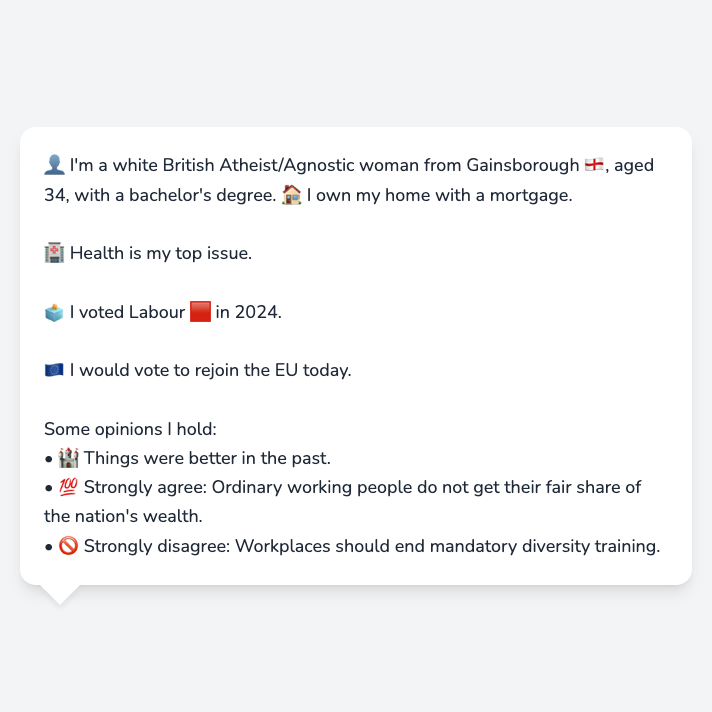 👤 I'm a white British Atheist/Agnostic woman from Gainsborough 🏴󠁧󠁢󠁥󠁮󠁧󠁿, aged
34, with a bachelor's degree. 🏠 I own my home with a mortgage.
🏥 Health is my top issue.
🗳️ I voted Labour 🟥 in 2024.
🇪🇺 I would vote to rejoin the EU today.
Some opinions I hold:
• 🏰 Things were better in the past.
• 💯 Strongly agree: Ordinary working people do not get their fair share of
the nation's wealth.
• 🚫 Strongly disagree: Workplaces should end mandatory diversity training.